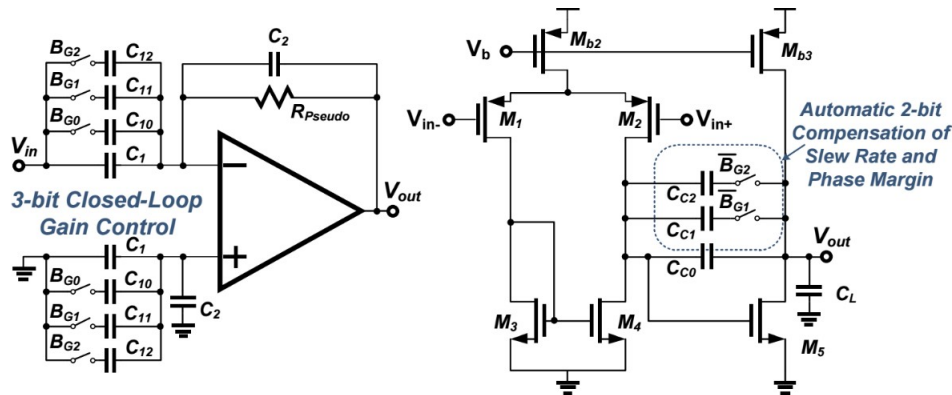 B_G2
C_12
B_G1
C_11
B_G0
C_10
V_in
C_1
C_2
R_Pseudo
−
+
V_out
3-bit Closed-Loop
Gain Control
C_1
B_G0
C_10
B_G1
C_11
B_G2
C_12
C_2
V_b
M_b2
M_b3
V_in-
M_1
M_2
V_in+
Automatic 2-bit
Compensation of
Slew Rate and
Phase Margin
C_C2
B̅_G2
C_C1
B̅_G1
C_C0
V_out
C_L
M_3
M_4
M_5